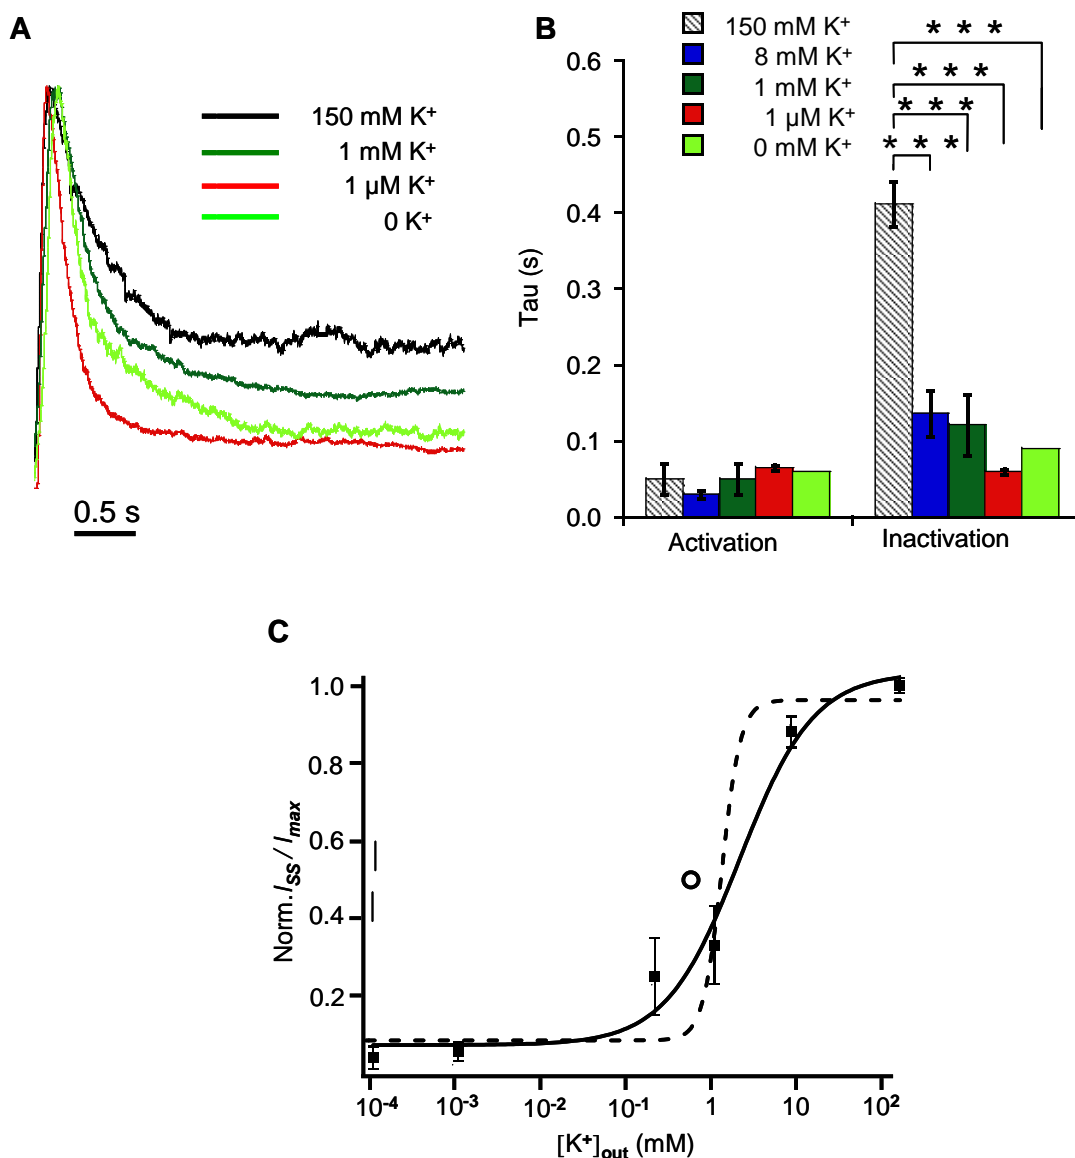 A
150 mM K⁺
1 mM K⁺
1 µM K⁺
0 K⁺
0.5 s
B
150 mM K⁺
8 mM K⁺
1 mM K⁺
1 µM K⁺
0 mM K⁺
* * *
* * *
* * *
* * *
0.6
0.5
0.4
0.3
0.2
0.1
0.0
Tau (s)
Activation
Inactivation
C
1.0
0.8
0.6
0.4
0.2
Norm. I_SS / I_max
10⁻⁴
10⁻³
10⁻²
10⁻¹
1
10
10²
[K⁺]out (mM)